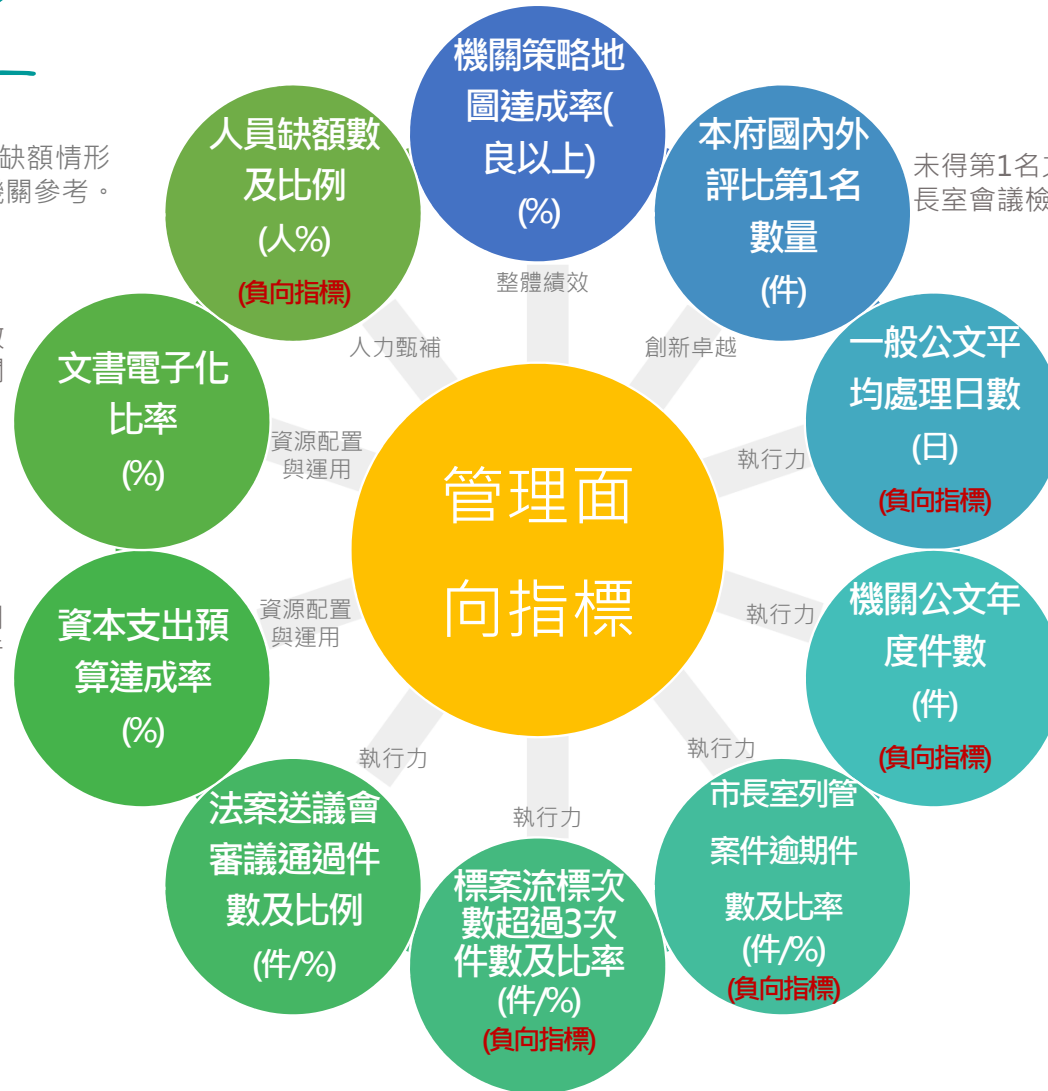 機關策略地
圖達成率(
良以上)
(%)
整體績效
本府國內外
評比第1名
數量
(件)
創新卓越
未得第1名
長室會議檢
一般公文平
均處理日數
(日)
(負向指標)
執行力
機關公文年
度件數
(件)
(負向指標)
執行力
市長室列管
案件逾期件
數及比率
(件/%)
(負向指標)
執行力
標案流標次
數超過3次
件數及比率
(件/%)
(負向指標)
執行力
法案送議會
審議通過件
數及比例
(件/%)
執行力
資本支出預
算達成率
(%)
資源配置
與運用
文書電子化
比率
(%)
資源配置
與運用
人員缺額數
及比例
(人%)
(負向指標)
人力甄補
缺額情形
機關參考。
管理面
向指標